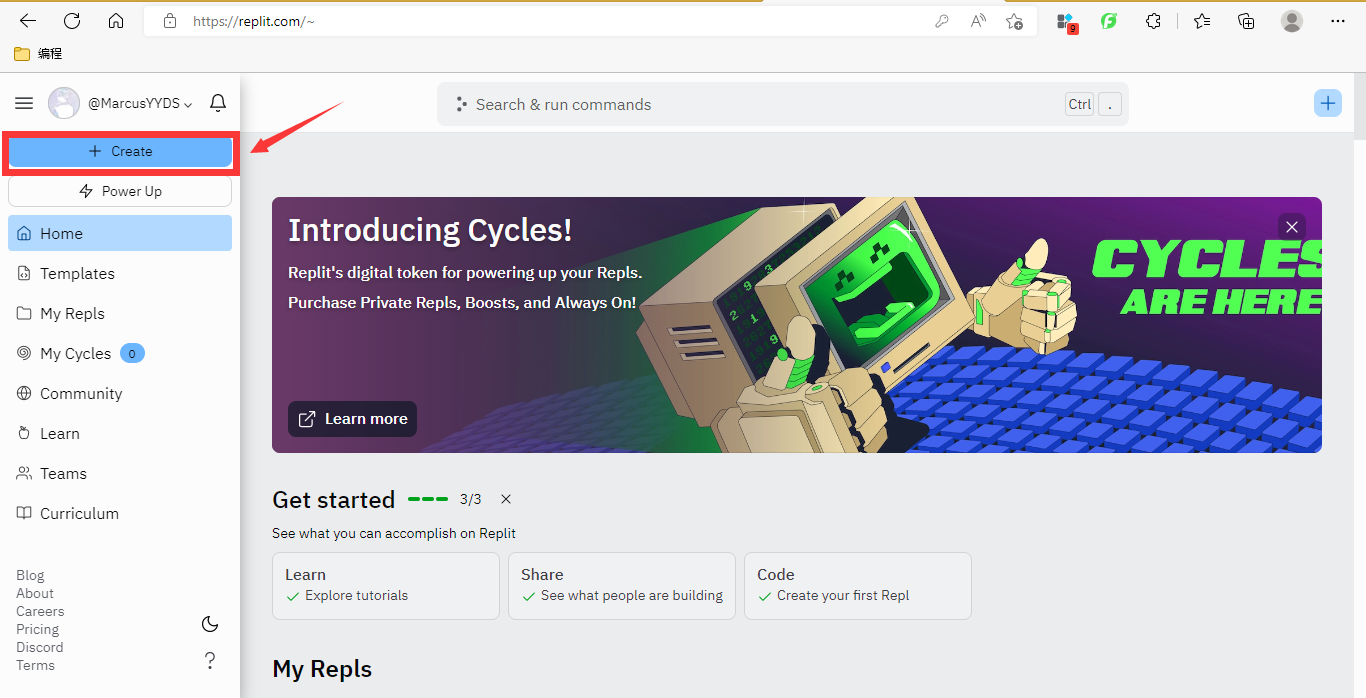 https://replit.com/~
9
编程
@MarcusYYDS
Search & run commands
Ctrl
.
+ Create
Power Up
Home
Templates
My Repls
My Cycles 0
Community
Learn
Teams
Curriculum
Blog
About
Careers
Pricing
Discord
Terms
?
Introducing Cycles!
Replit's digital token for powering up your Repls.
Purchase Private Repls, Boosts, and Always On!
Learn more
CYCLES
ARE HERE
Get started 3/3
See what you can accomplish on Replit
Learn
Explore tutorials
Share
See what people are building
Code
Create your first Repl
My Repls